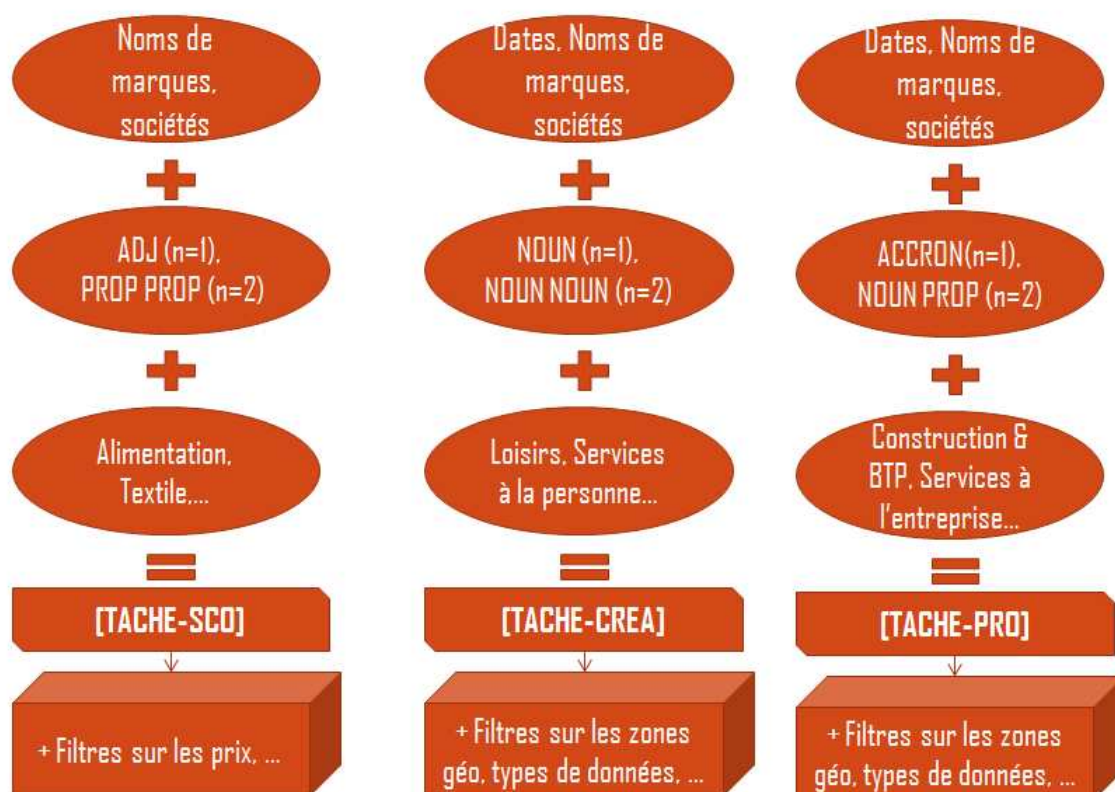 Noms de
marques,
sociétés
ADJ (n=1),
PROP PROP (n=2)
Alimentation,
Textile,...
[TACHE-SCO]
+ Filtres sur les prix, ...
Dates, Noms de
marques,
sociétés
NOUN (n=1),
NOUN NOUN (n=2)
Loisirs, Services
à la personne...
[TACHE-CREA]
+ Filtres sur les zones
géo, types de données, ...
Dates, Noms de
marques,
sociétés
ACCRON(n=1),
NOUN PROP (n=2)
Construction &
BTP, Services à
l'entreprise...
[TACHE-PRO]
+ Filtres sur les zones
géo, types de données, ...